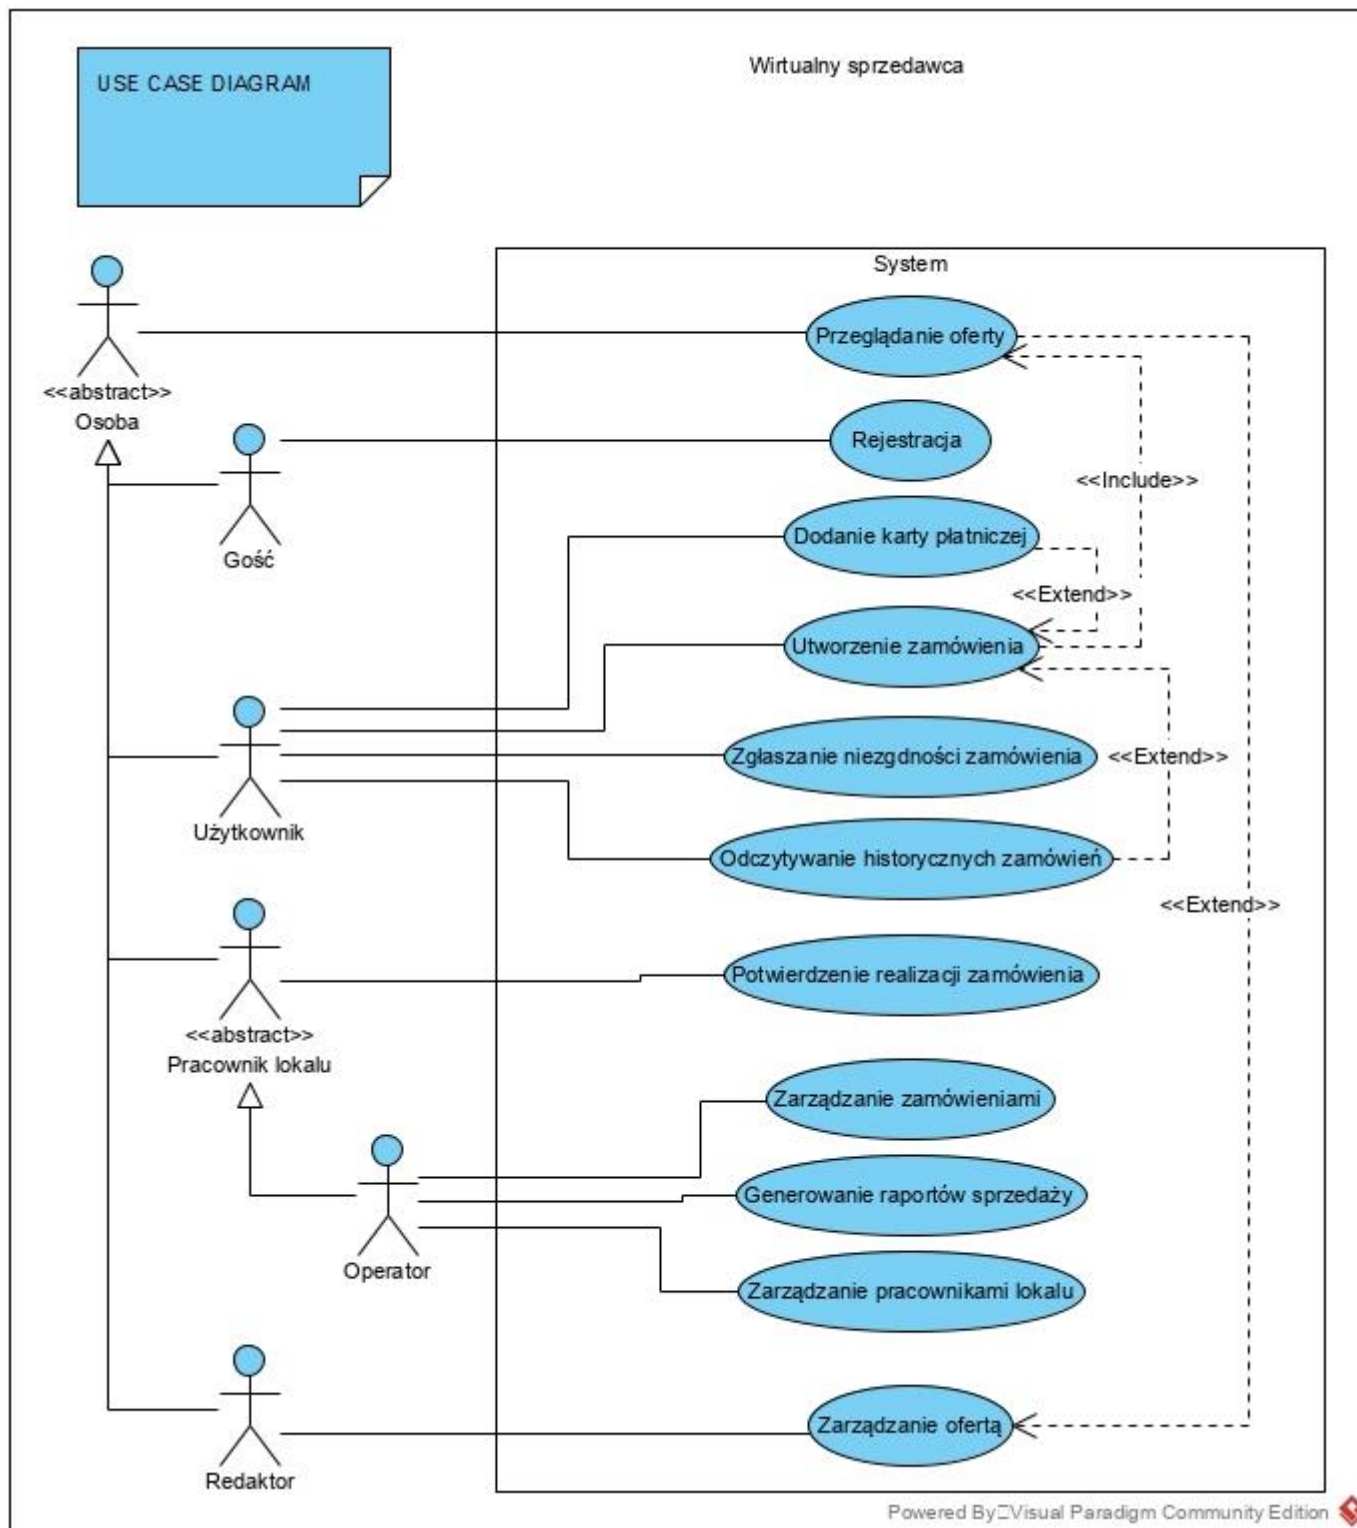 USE CASE DIAGRAM
Wirtualny sprzedawca
System
Przeglądanie oferty
<<abstract>>
Osoba
Rejestracja
<<Include>>
Gość
Dodanie karty płatniczej
<<Extend>>
Utworzenie zamówienia
Zgłaszanie niezgdności zamówienia
<<Extend>>
Użytkownik
Odczytywanie historycznych zamówień
<<Extend>>
Potwierdzenie realizacji zamówienia
<<abstract>>
Pracownik lokalu
Zarządzanie zamówieniami
Generowanie raportów sprzedaży
Operator
Zarządzanie pracownikami lokalu
Zarządzanie ofertą
Redaktor
Powered By Visual Paradigm Community Edition